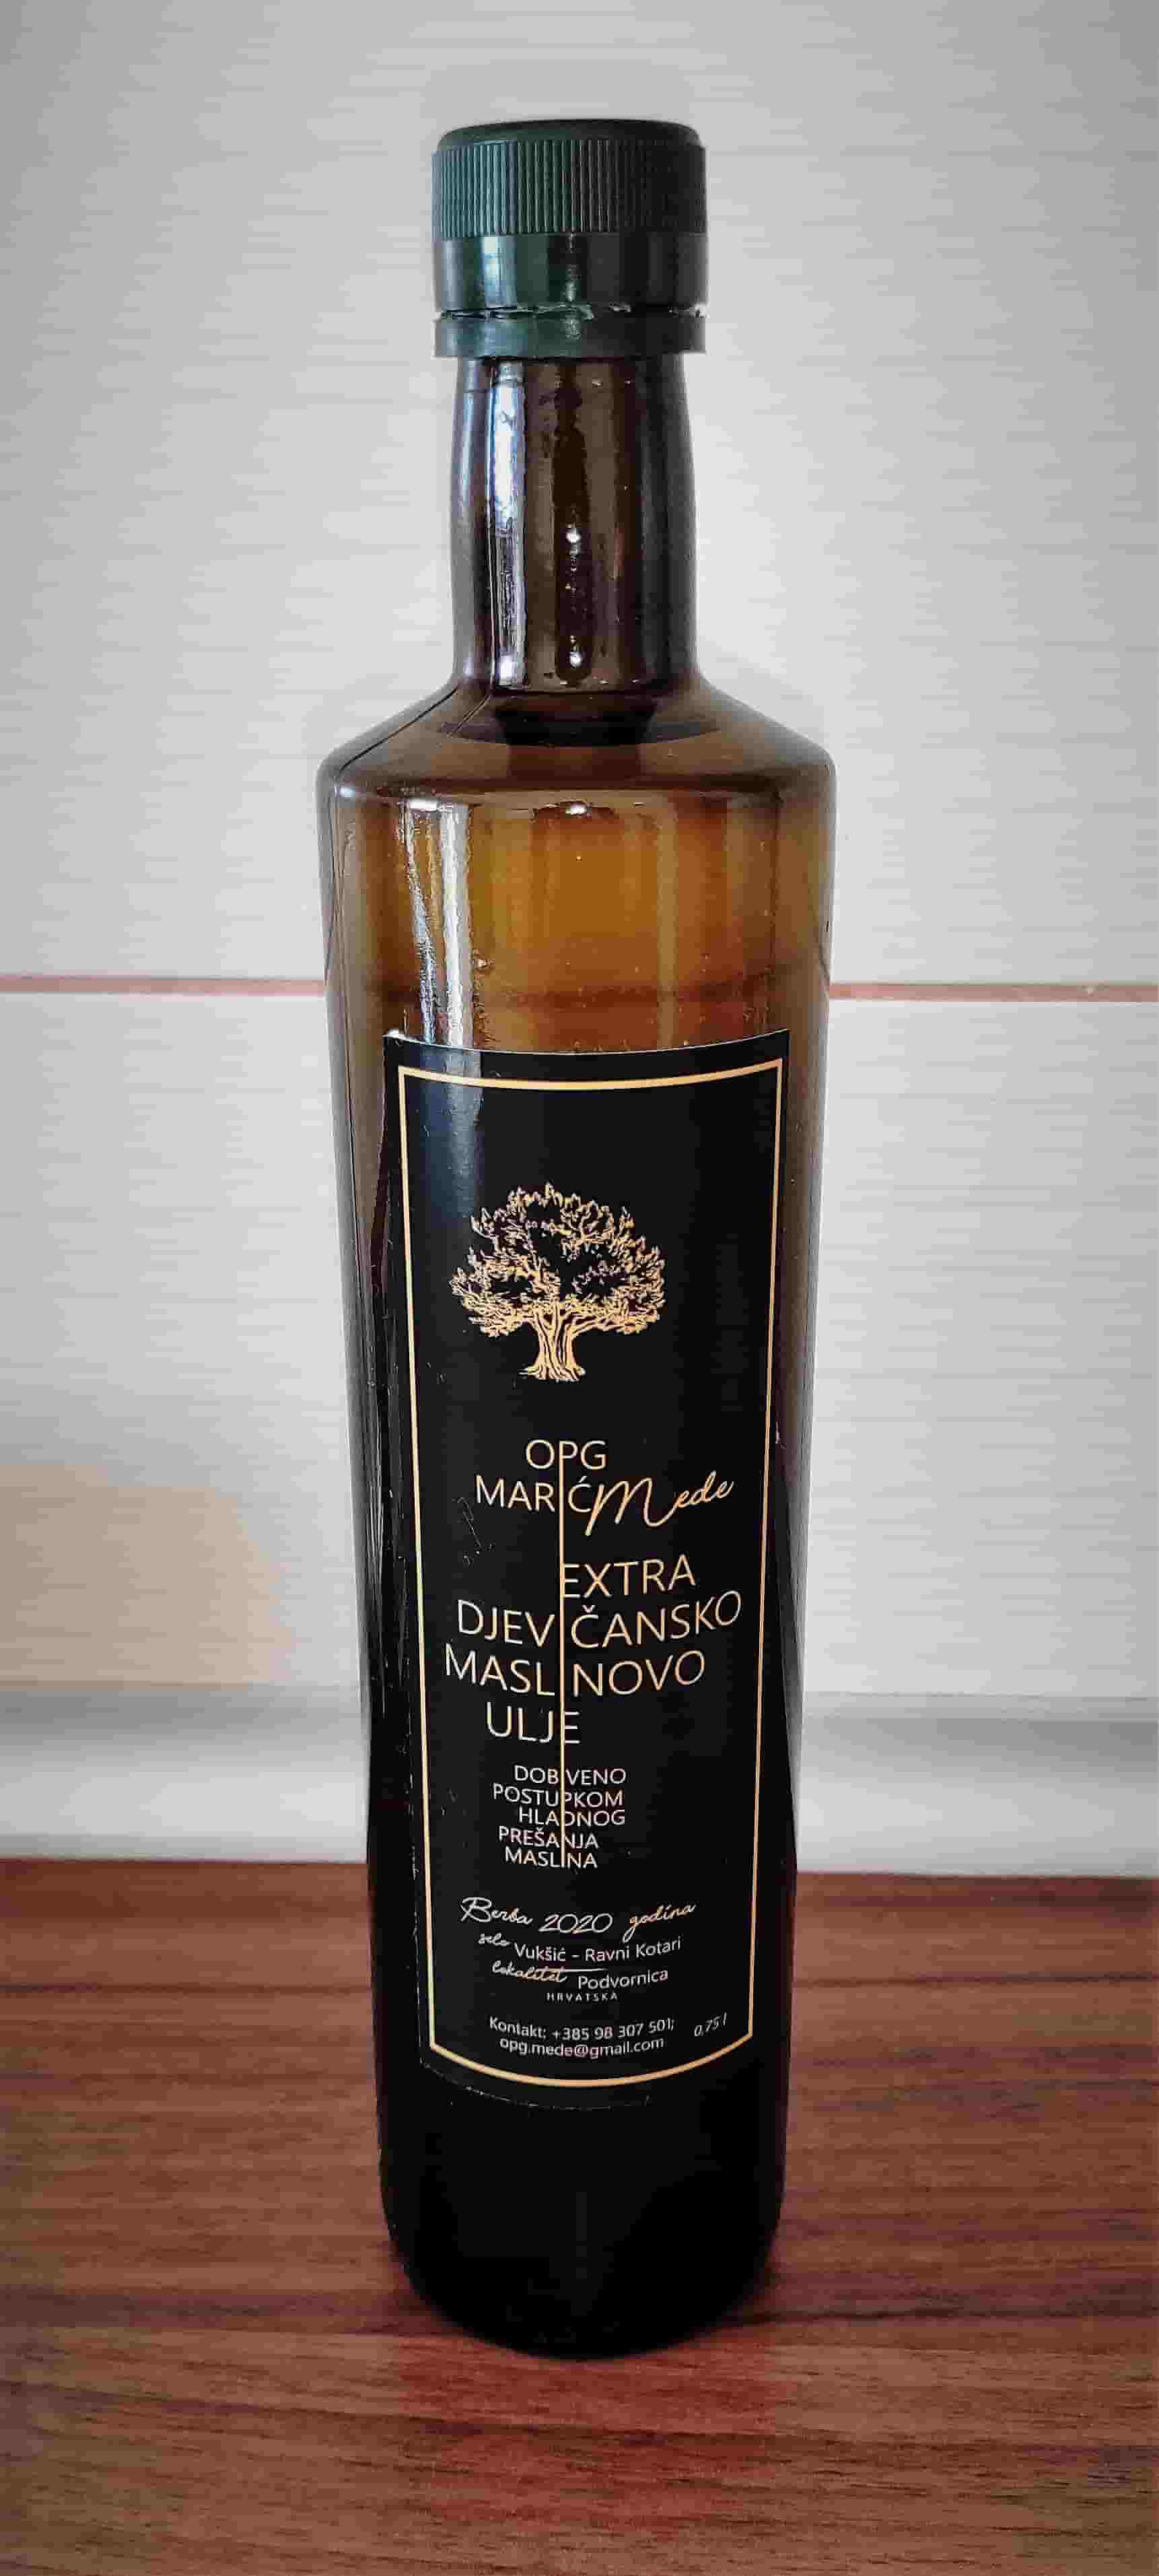 OPG
MARIĆ Mede
EXTRA
DJEVIČANSKO
MASLINOVO
ULJE
DOBIVENO
POSTUPKOM
HLADNOG
PREŠANJA
MASLINA
Berba 2020 godina
selo Vukšić - Ravni Kotari
lokalitet Podvornica
HRVATSKA
Kontakt: +385 98 307 501;
opg.mede@gmail.com
0,75 l